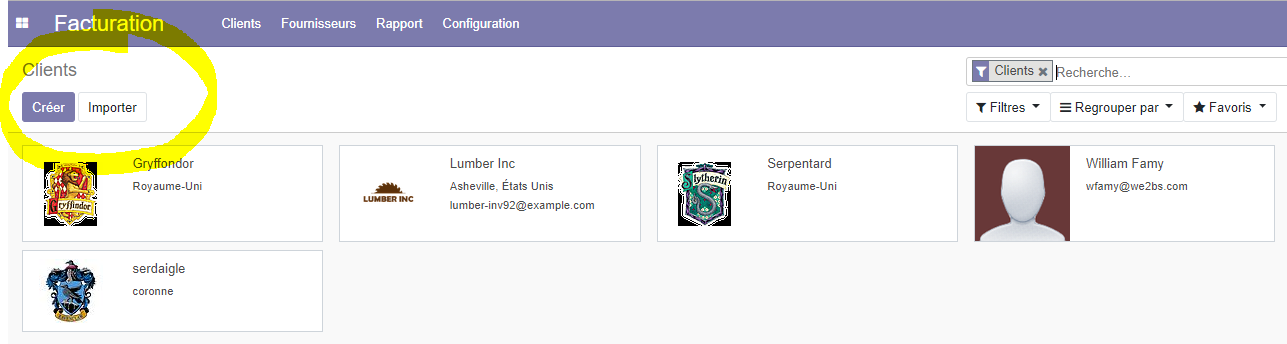 Facturation Clients Fournisseurs Rapport Configuration
Clients
Clients Recherche...
Créer Importer
Filtres Regrouper par Favoris
Gryffondor
Royaume-Uni
Gryffindor
Lumber Inc
Asheville, États Unis
lumber-inv92@example.com
LUMBER INC
Serpentard
Royaume-Uni
Slytherin
William Famy
wfamy@we2bs.com
serdaigle
coronne